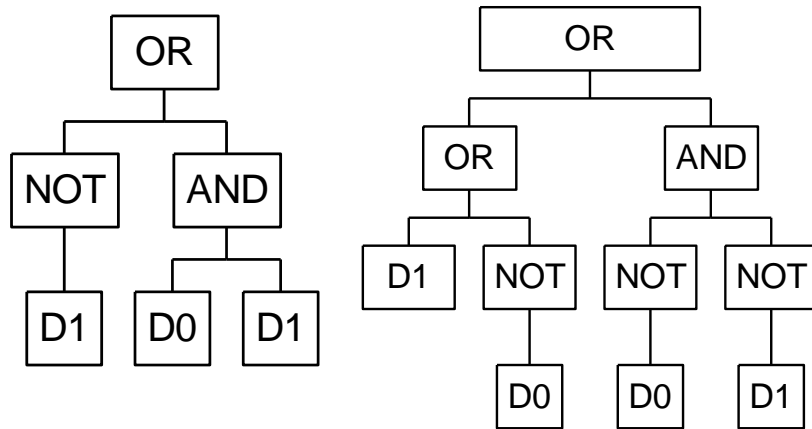 OR
NOT AND
D1 D0 D1
OR
OR AND
D1 NOT NOT NOT
D0 D0 D1